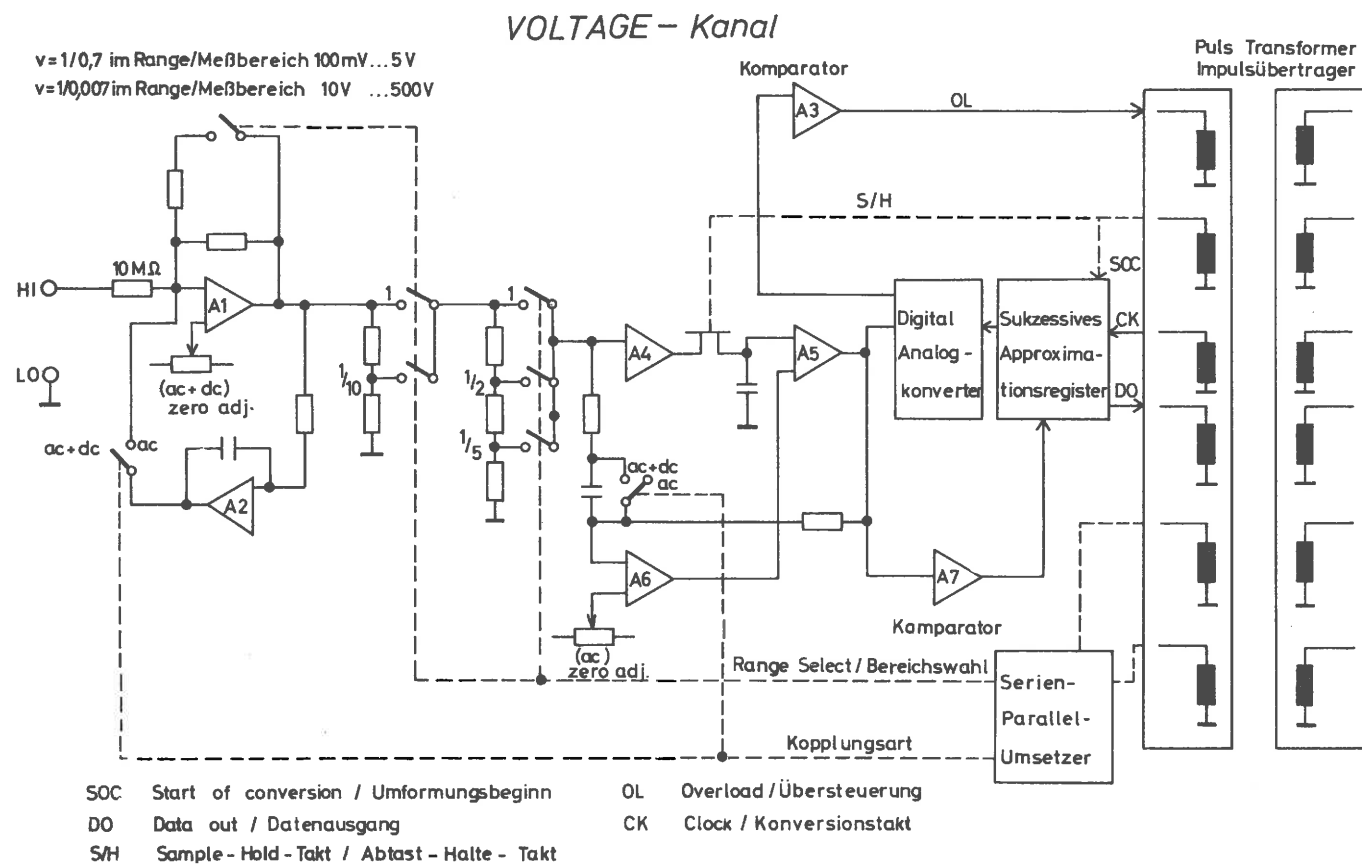 VOLTAGE – Kanal
v=1/0,7 im Range/Meßbereich 100mV...5V
v=1/0,007 im Range/Meßbereich 10V ...500V
Puls Transformer
Impulsübertrager
Komparator
A3
OL
S/H
SOC
10MΩ
HI
A1
1
1
A4
A5
Digital
Analog-
konverter
Sukzessives
Approxima-
tionsregister
CK
DO
LO
(ac+dc)
zero adj.
1/10
1/2
1/5
ac+dc
ac
ac+dc
ac
A2
A6
A7
Kamparator
(ac)
zero adj.
Range Select / Bereichswahl
Serien-
Parallel-
Umsetzer
Kopplungsart
SOC Start of conversion / Umformungsbeginn
OL Overload / Übersteuerung
DO Data out / Datenausgang
CK Clock / Konversionstakt
S/H Sample-Hold-Takt / Abtast-Halte-Takt